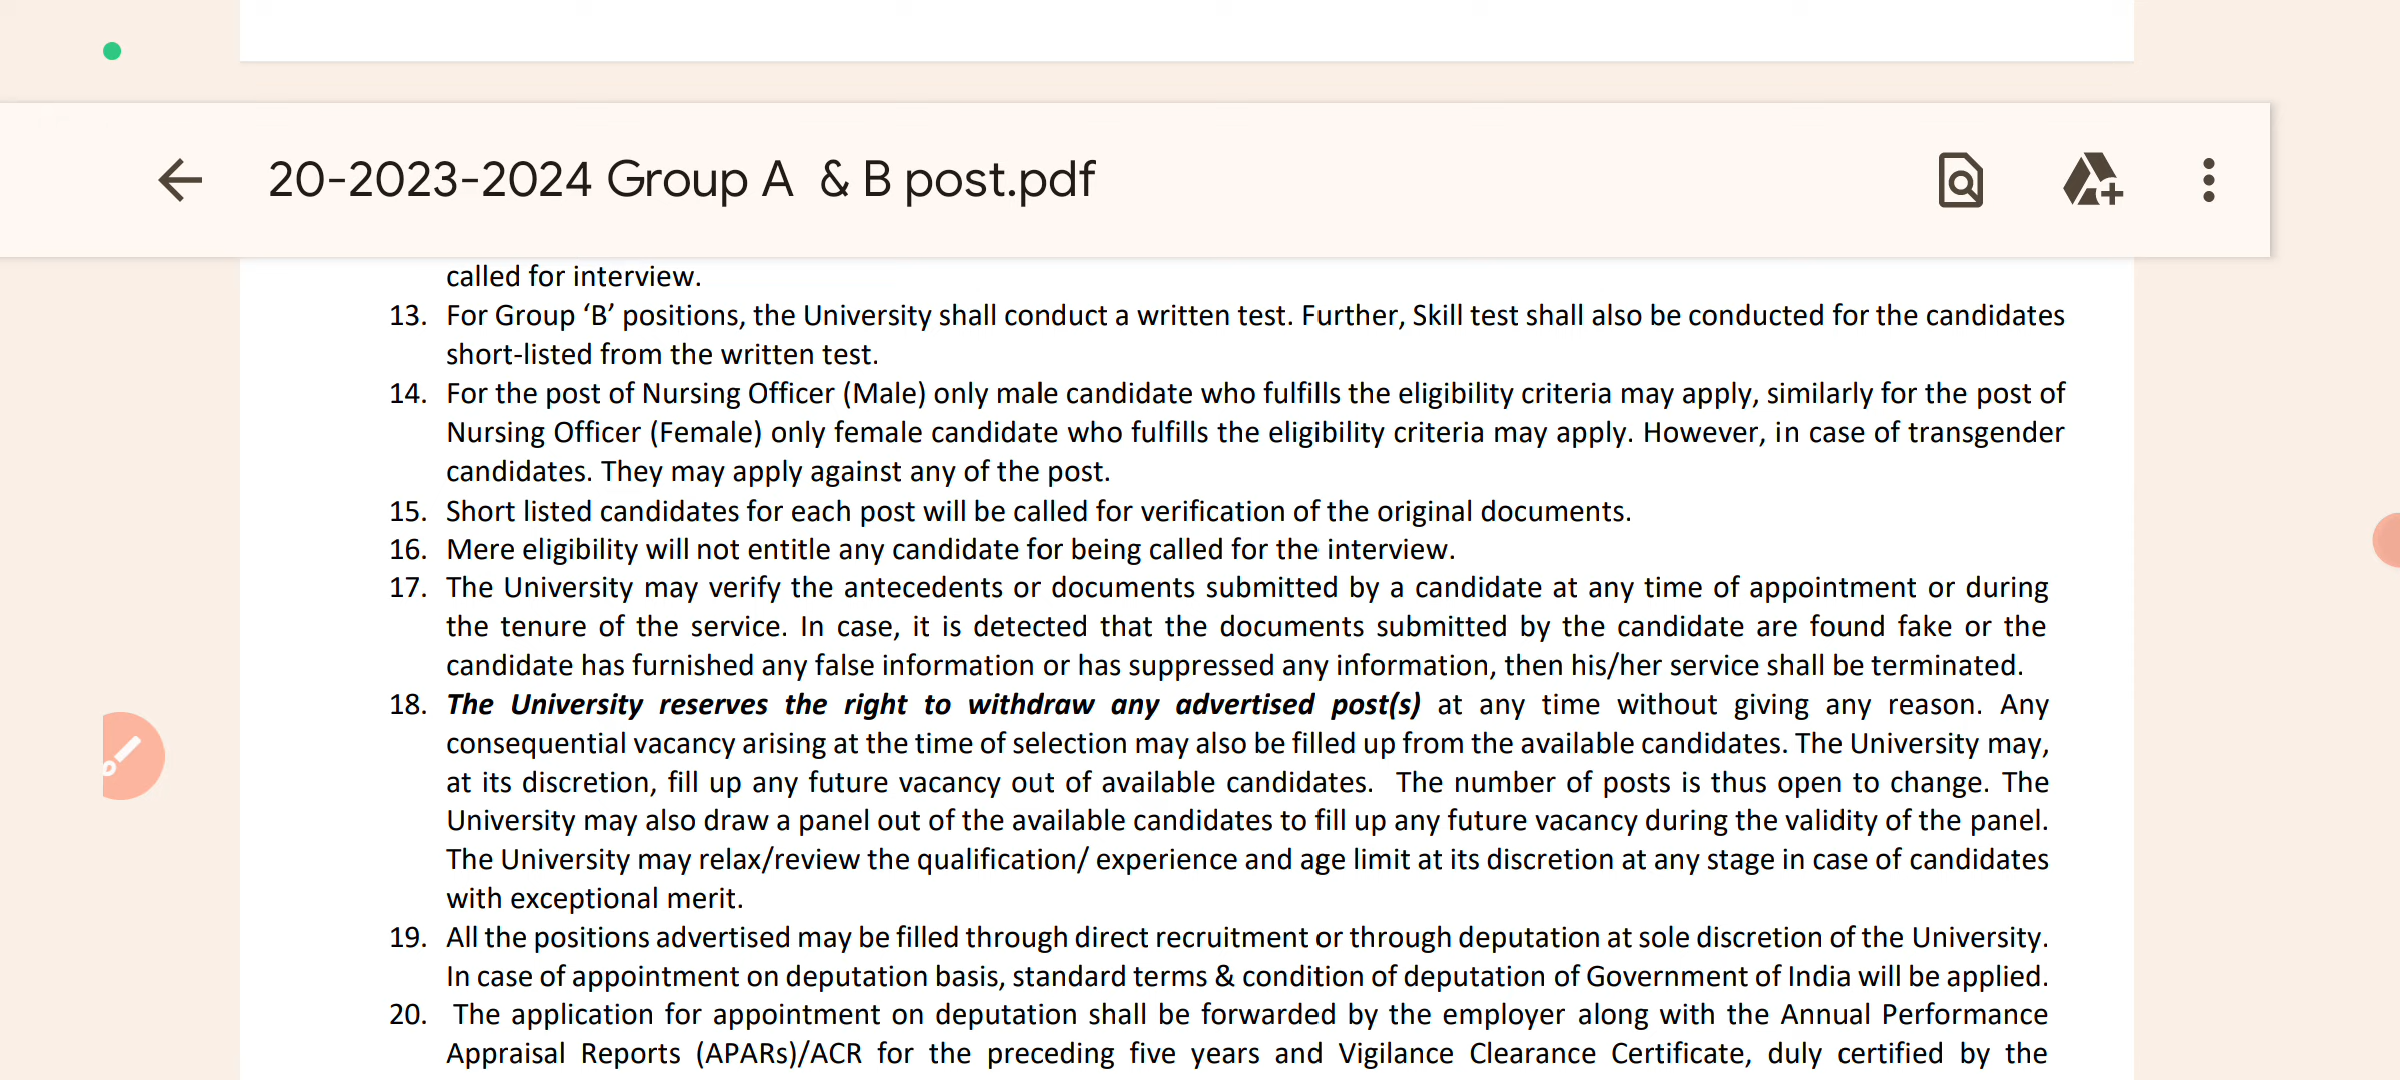 20-2023-2024 Group A & B post.pdf
called for interview.
13. For Group ‘B’ positions, the University shall conduct a written test. Further, Skill test shall also be conducted for the candidates
short-listed from the written test.
14. For the post of Nursing Officer (Male) only male candidate who fulfills the eligibility criteria may apply, similarly for the post of
Nursing Officer (Female) only female candidate who fulfills the eligibility criteria may apply. However, in case of transgender
candidates. They may apply against any of the post.
15. Short listed candidates for each post will be called for verification of the original documents.
16. Mere eligibility will not entitle any candidate for being called for the interview.
17. The University may verify the antecedents or documents submitted by a candidate at any time of appointment or during
the tenure of the service. In case, it is detected that the documents submitted by the candidate are found fake or the
candidate has furnished any false information or has suppressed any information, then his/her service shall be terminated.
18. The University reserves the right to withdraw any advertised post(s) at any time without giving any reason. Any
consequential vacancy arising at the time of selection may also be filled up from the available candidates. The University may,
at its discretion, fill up any future vacancy out of available candidates. The number of posts is thus open to change. The
University may also draw a panel out of the available candidates to fill up any future vacancy during the validity of the panel.
The University may relax/review the qualification/ experience and age limit at its discretion at any stage in case of candidates
with exceptional merit.
19. All the positions advertised may be filled through direct recruitment or through deputation at sole discretion of the University.
In case of appointment on deputation basis, standard terms & condition of deputation of Government of India will be applied.
20. The application for appointment on deputation shall be forwarded by the employer along with the Annual Performance
Appraisal Reports (APARs)/ACR for the preceding five years and Vigilance Clearance Certificate, duly certified by the